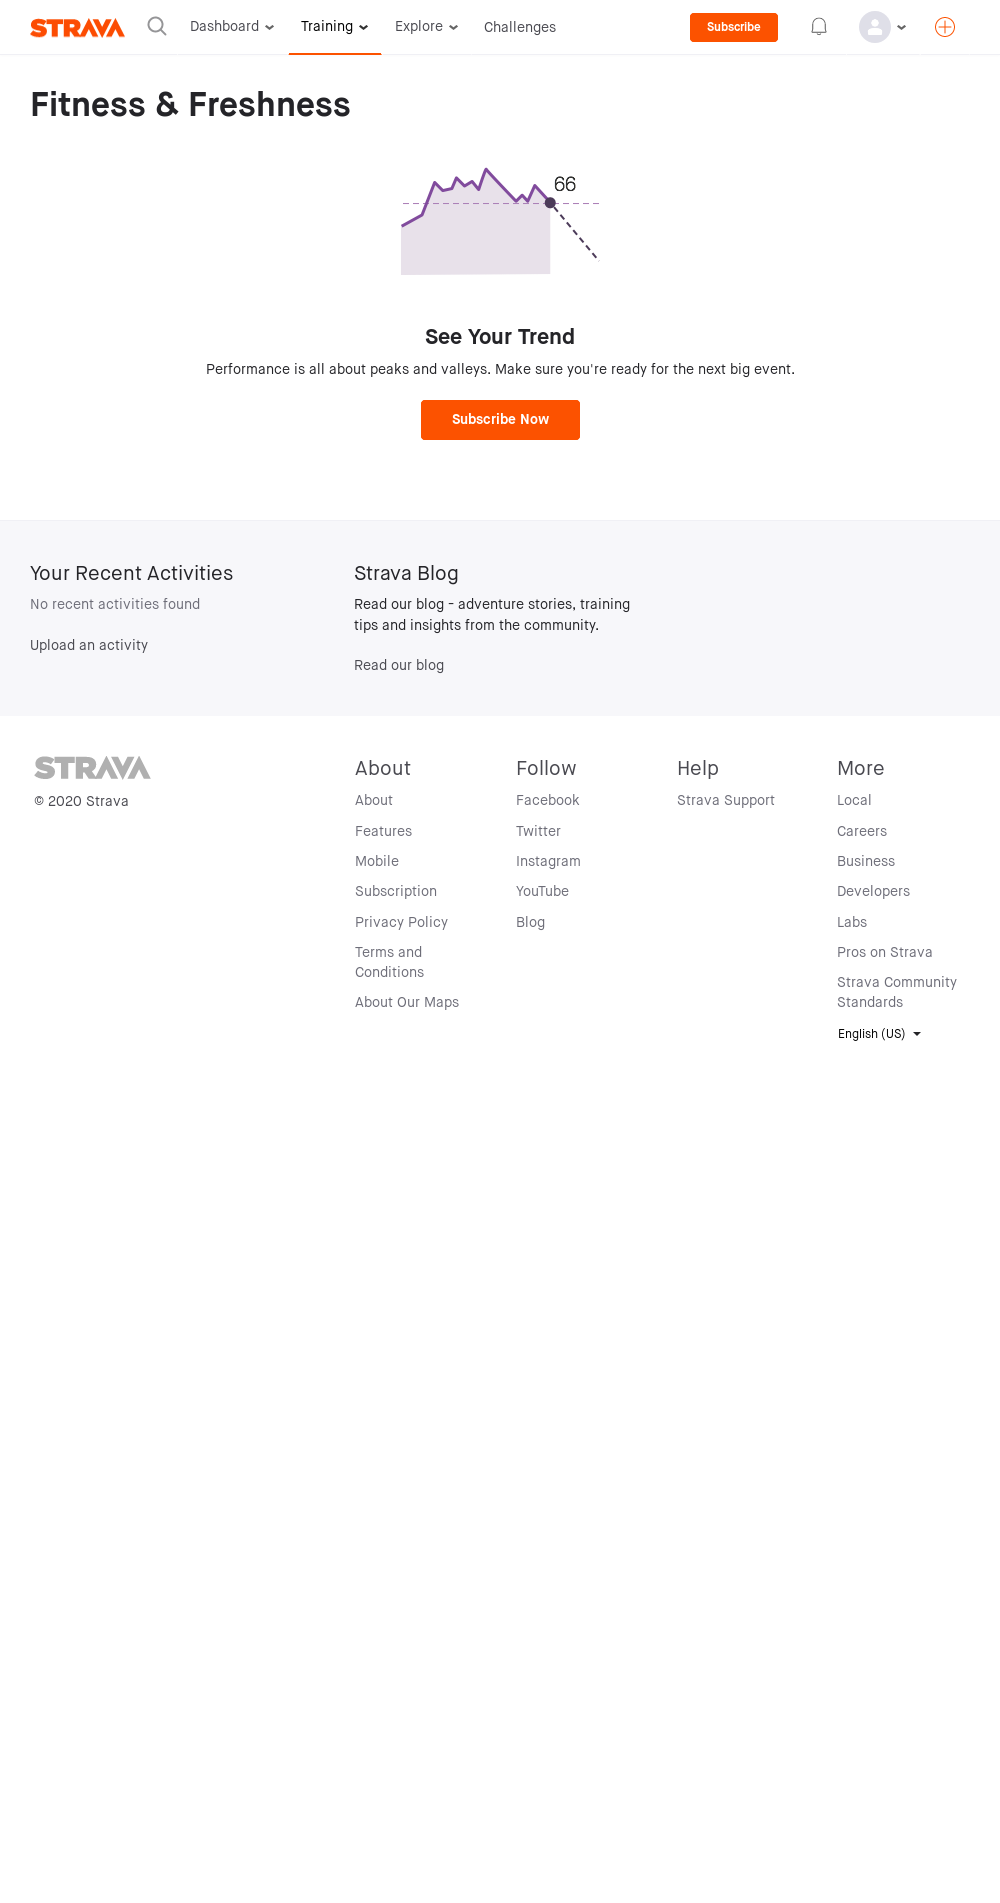 STRAVA
Dashboard
Training
Explore
Challenges
Subscribe
Fitness & Freshness
66
See Your Trend
Performance is all about peaks and valleys. Make sure you're ready for the next big event.
Subscribe Now
Your Recent Activities
No recent activities found
Upload an activity
Strava Blog
Read our blog - adventure stories, training
tips and insights from the community.
Read our blog
STRAVA
© 2020 Strava
About
About
Features
Mobile
Subscription
Privacy Policy
Terms and
Conditions
About Our Maps
Follow
Facebook
Twitter
Instagram
YouTube
Blog
Help
Strava Support
More
Local
Careers
Business
Developers
Labs
Pros on Strava
Strava Community
Standards
English (US)